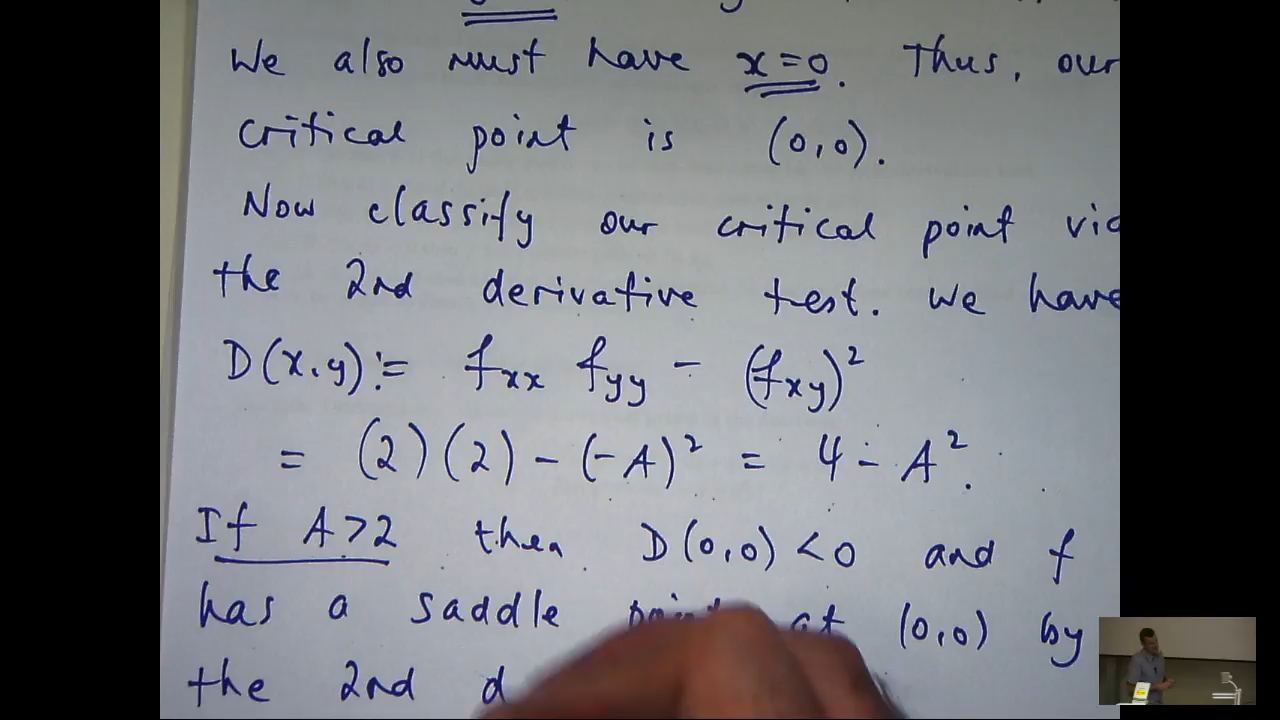 We also must have x=0. Thus, our
critical point is (0,0).
Now classify our critical point
the 2nd derivative test. We have
D(x,y):= fxx fyy - (fxy)²
= (2)(2) - (-A)² = 4 - A².
If A>2 then D(0,0)<0 and f
has a saddle point at (0,0) by
the 2nd d